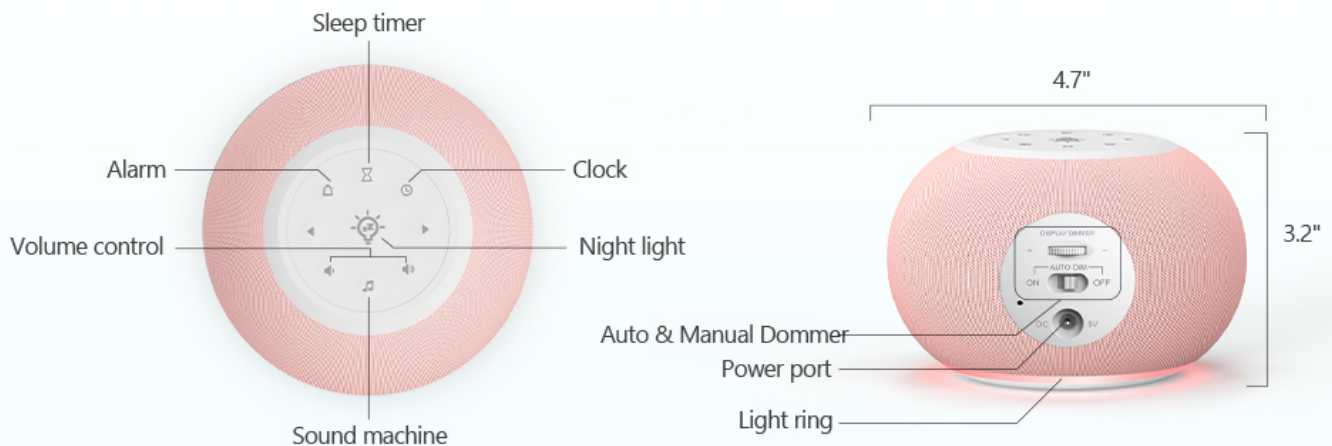 Sleep timer
4.7"
Alarm
Clock
Volume control
Night light
3.2"
DISPLAY DIMMER
- -
AUTO DIM
ON OFF
Auto & Manual Dommer
DC 5V
Power port
Light ring
Sound machine